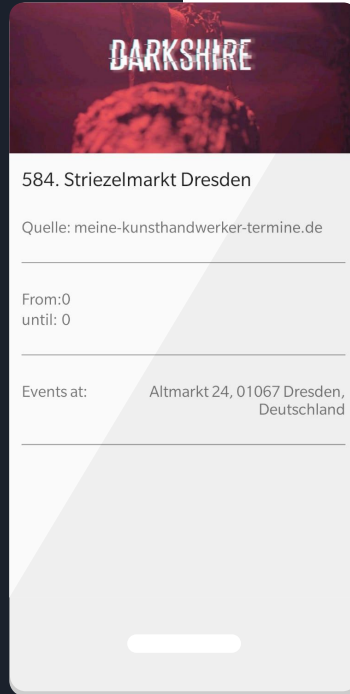 DARKSHIRE
584. Striezelmarkt Dresden
Quelle: meine-kunsthandwerker-termine.de
From:0
until: 0
Events at:
Altmarkt 24, 01067 Dresden,
Deutschland